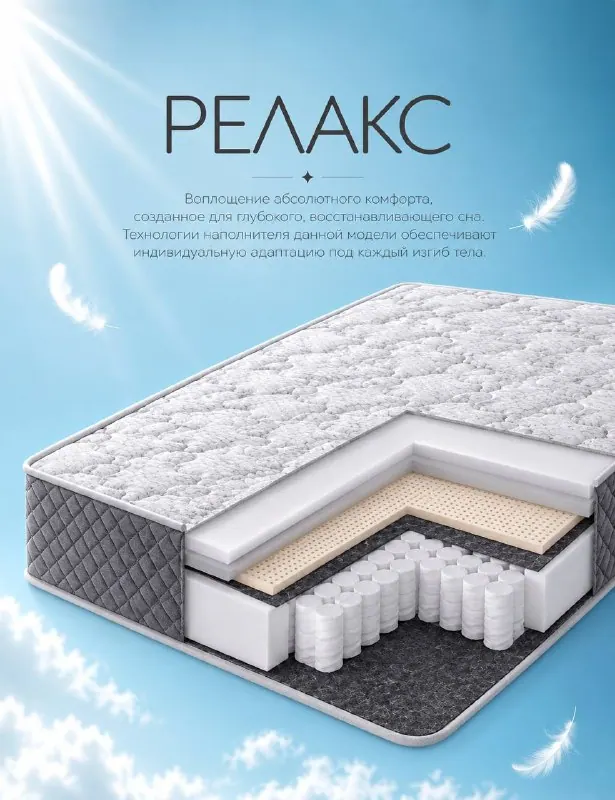 РЕЛАКС
Воплощение абсолютного комфорта,
созданное для глубокого, восстанавливающего сна.
Технологии наполнителя данной модели обеспечивают
индивидуальную адаптацию под каждый изгиб тела.